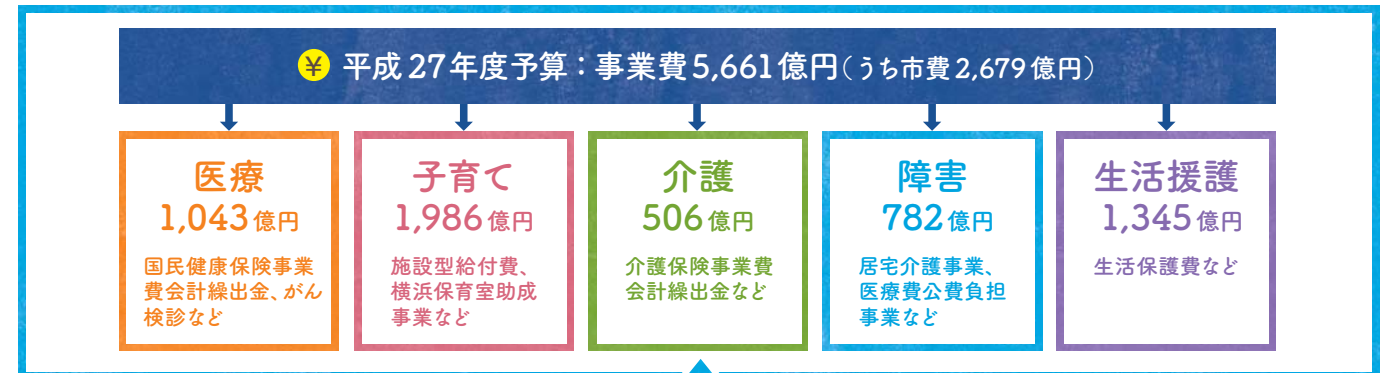 ¥ 平成27年度予算：事業費5,661億円（うち市費2,679億円）
医療
1,043億円
国民健康保険事業
費会計繰出金、がん
検診など
子育て
1,986億円
施設型給付費、
横浜保育室助成
事業など
介護
506億円
介護保険事業費
会計繰出金など
障害
782億円
居宅介護事業、
医療費公費負担
事業など
生活援護
1,345億円
生活保護費など